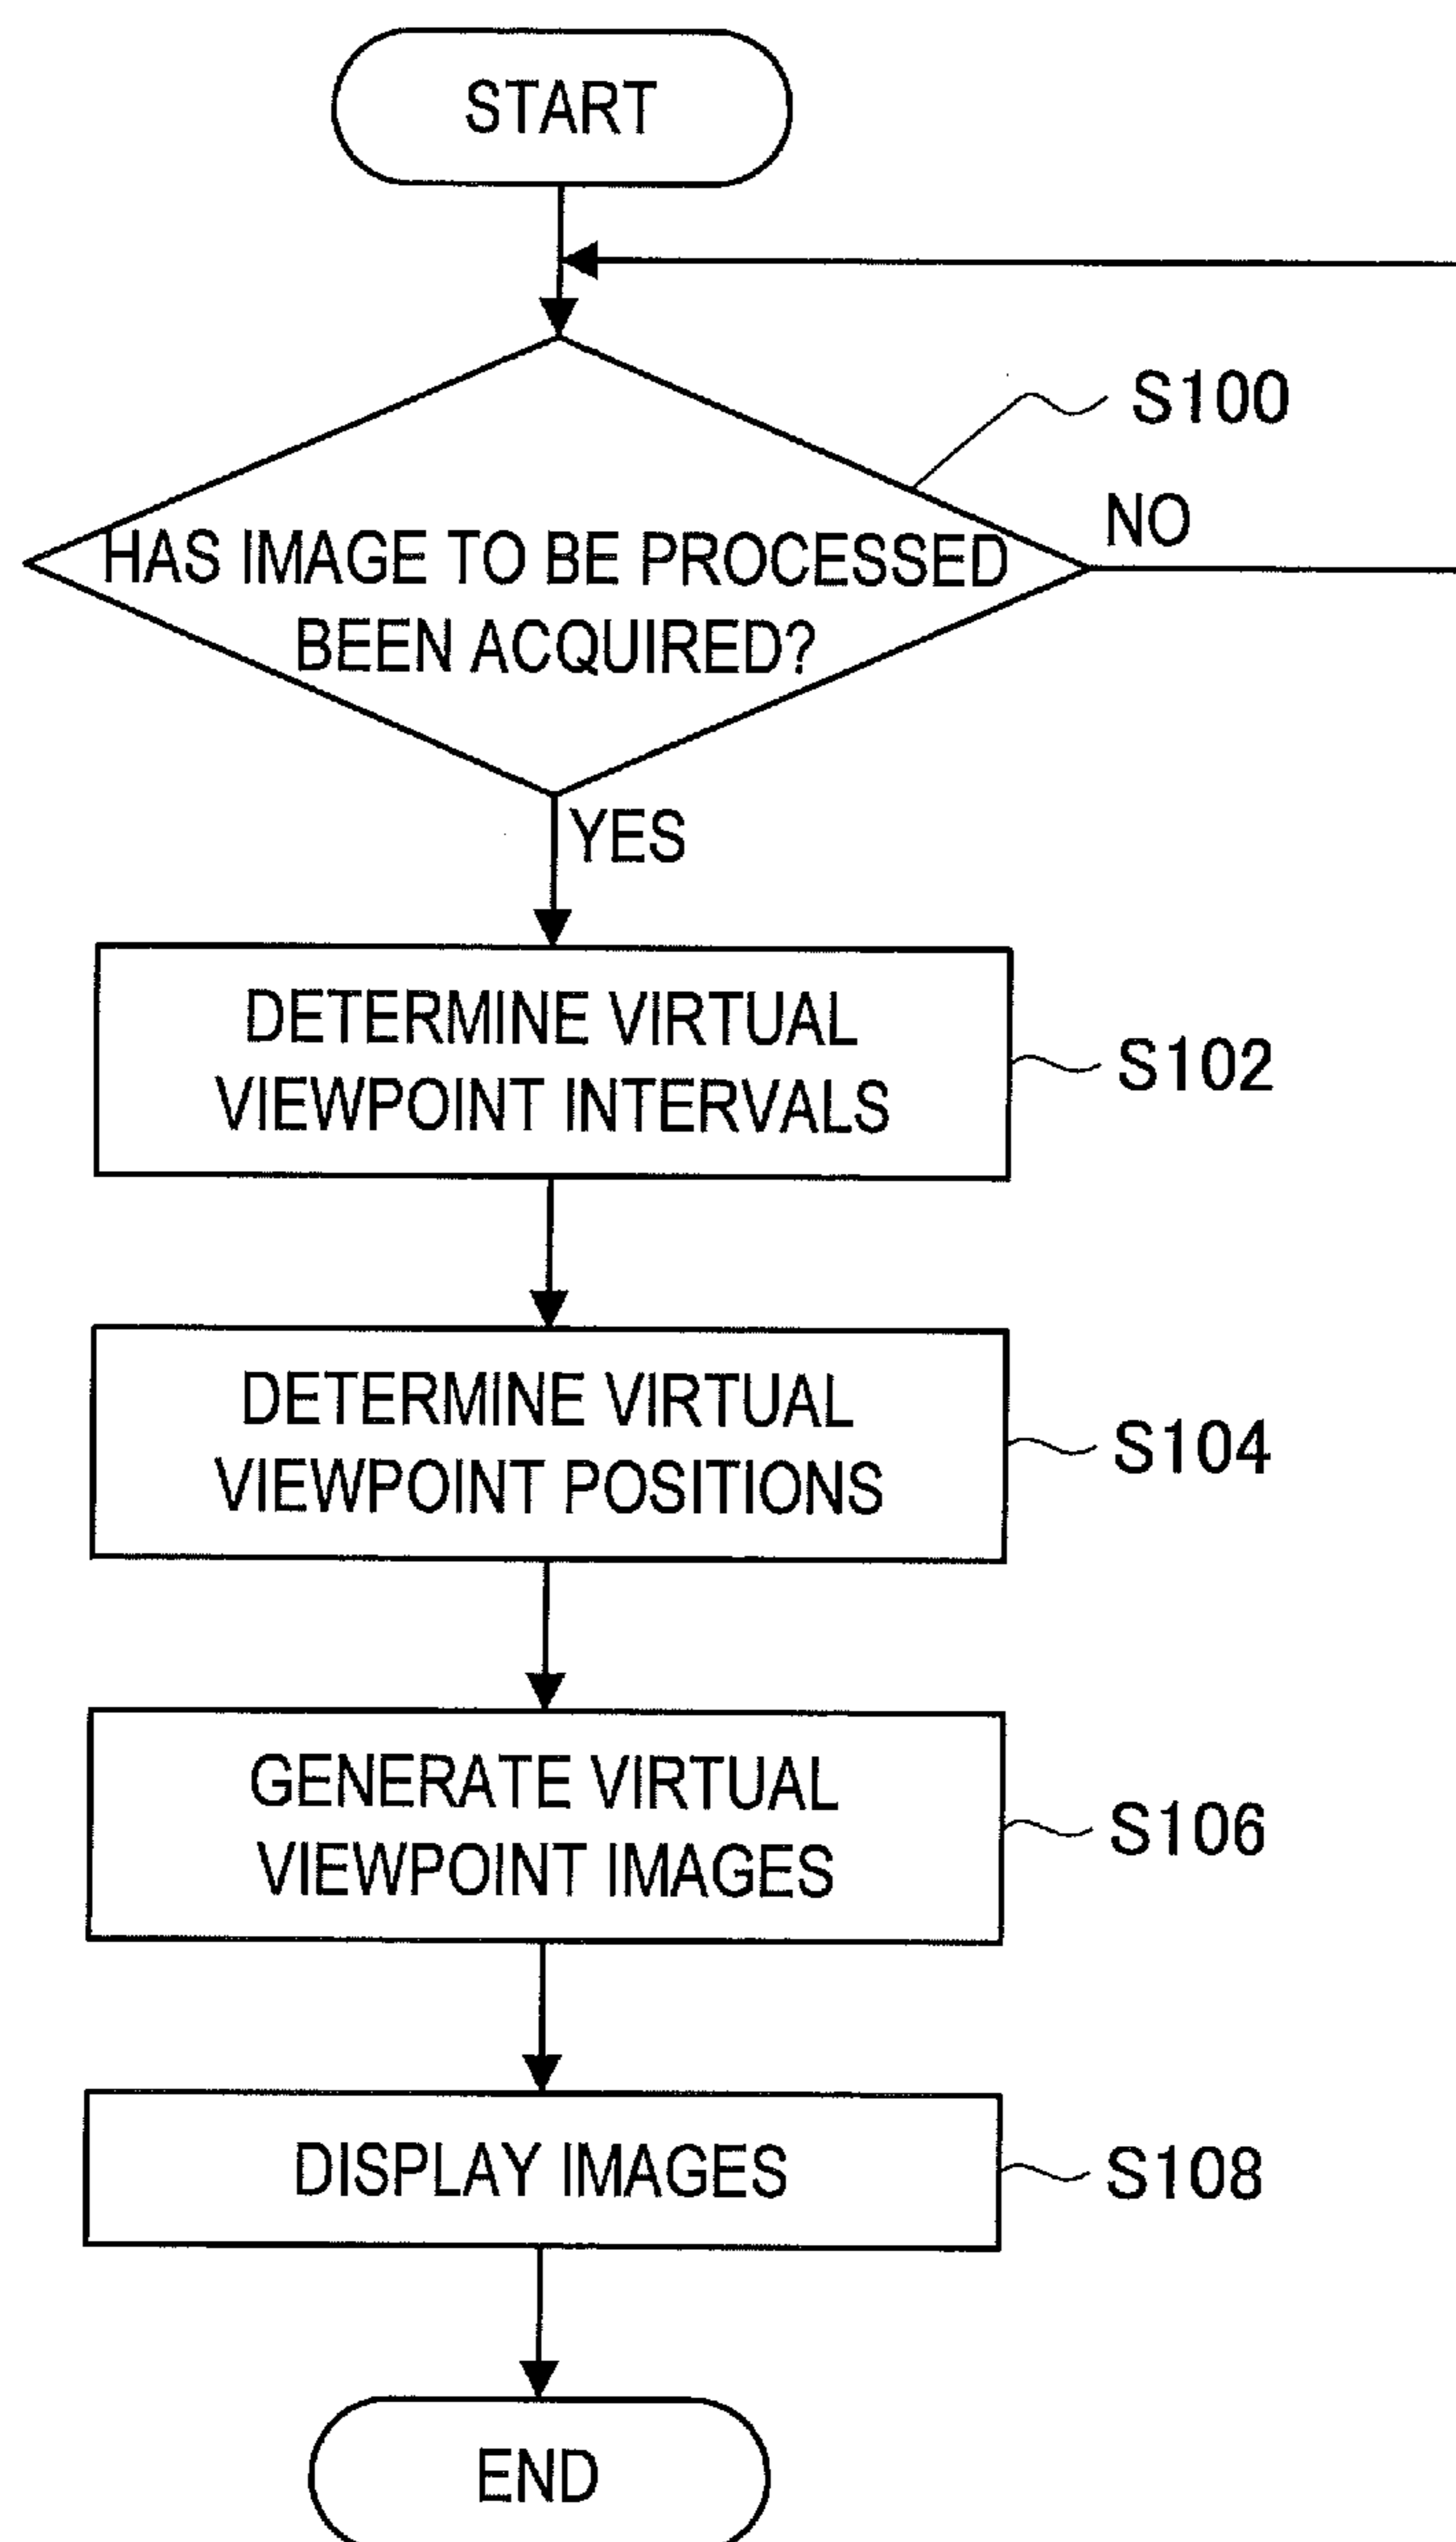 START
S100
HAS IMAGE TO BE PROCESSED
BEEN ACQUIRED?
NO
YES
DETERMINE VIRTUAL
VIEWPOINT INTERVALS
S102
DETERMINE VIRTUAL
VIEWPOINT POSITIONS
S104
GENERATE VIRTUAL
VIEWPOINT IMAGES
S106
DISPLAY IMAGES
S108
END